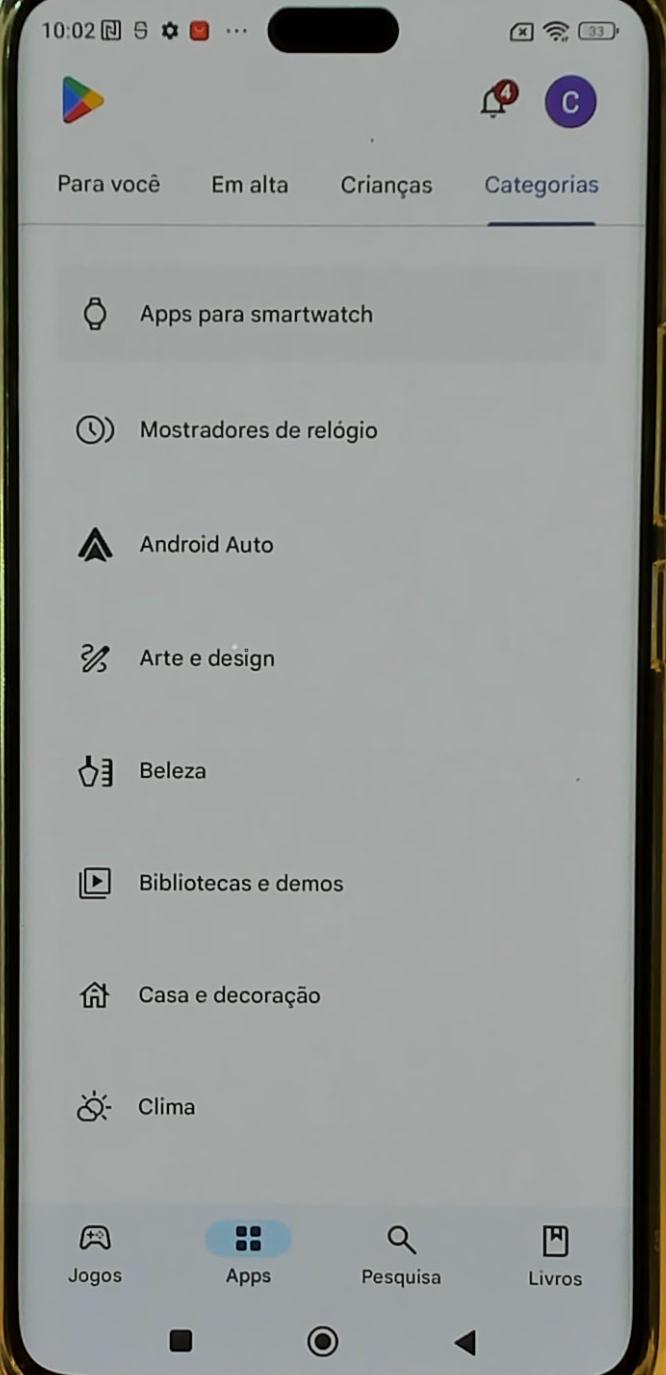 10:02
33
4
C
Para você Em alta Crianças Categorias
Apps para smartwatch
Mostradores de relógio
Android Auto
Arte e design
Beleza
Bibliotecas e demos
Casa e decoração
Clima
Jogos Apps Pesquisa Livros